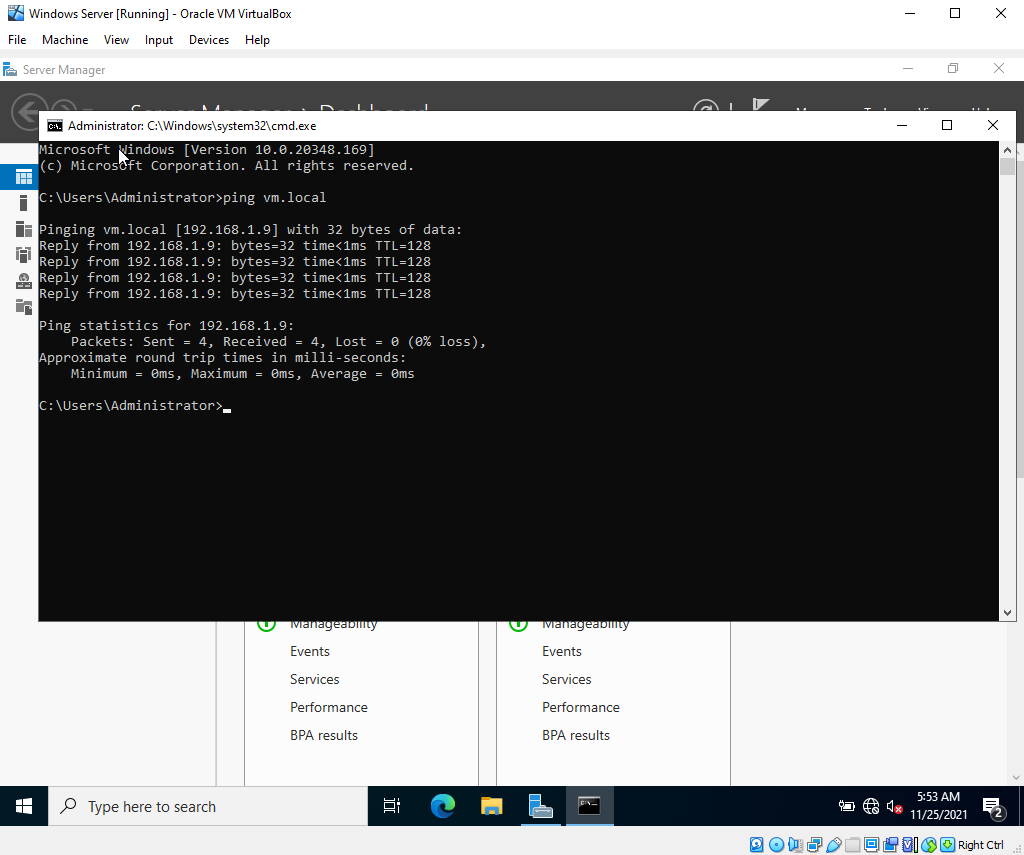 Windows Server [Running] - Oracle VM VirtualBox
File Machine View Input Devices Help
Server Manager
Server Manager Dashboard
Administrator: C:\Windows\system32\cmd.exe
Microsoft Windows [Version 10.0.20348.169]
(c) Microsoft Corporation. All rights reserved.
C:\Users\Administrator>ping vm.local
Pinging vm.local [192.168.1.9] with 32 bytes of data:
Reply from 192.168.1.9: bytes=32 time<1ms TTL=128
Reply from 192.168.1.9: bytes=32 time<1ms TTL=128
Reply from 192.168.1.9: bytes=32 time<1ms TTL=128
Reply from 192.168.1.9: bytes=32 time<1ms TTL=128
Ping statistics for 192.168.1.9:
Packets: Sent = 4, Received = 4, Lost = 0 (0% loss),
Approximate round trip times in milli-seconds:
Minimum = 0ms, Maximum = 0ms, Average = 0ms
C:\Users\Administrator>
Manageability Manageability
Events Events
Services Services
Performance Performance
BPA results BPA results
Type here to search
5:53 AM
11/25/2021
2
Right Ctrl